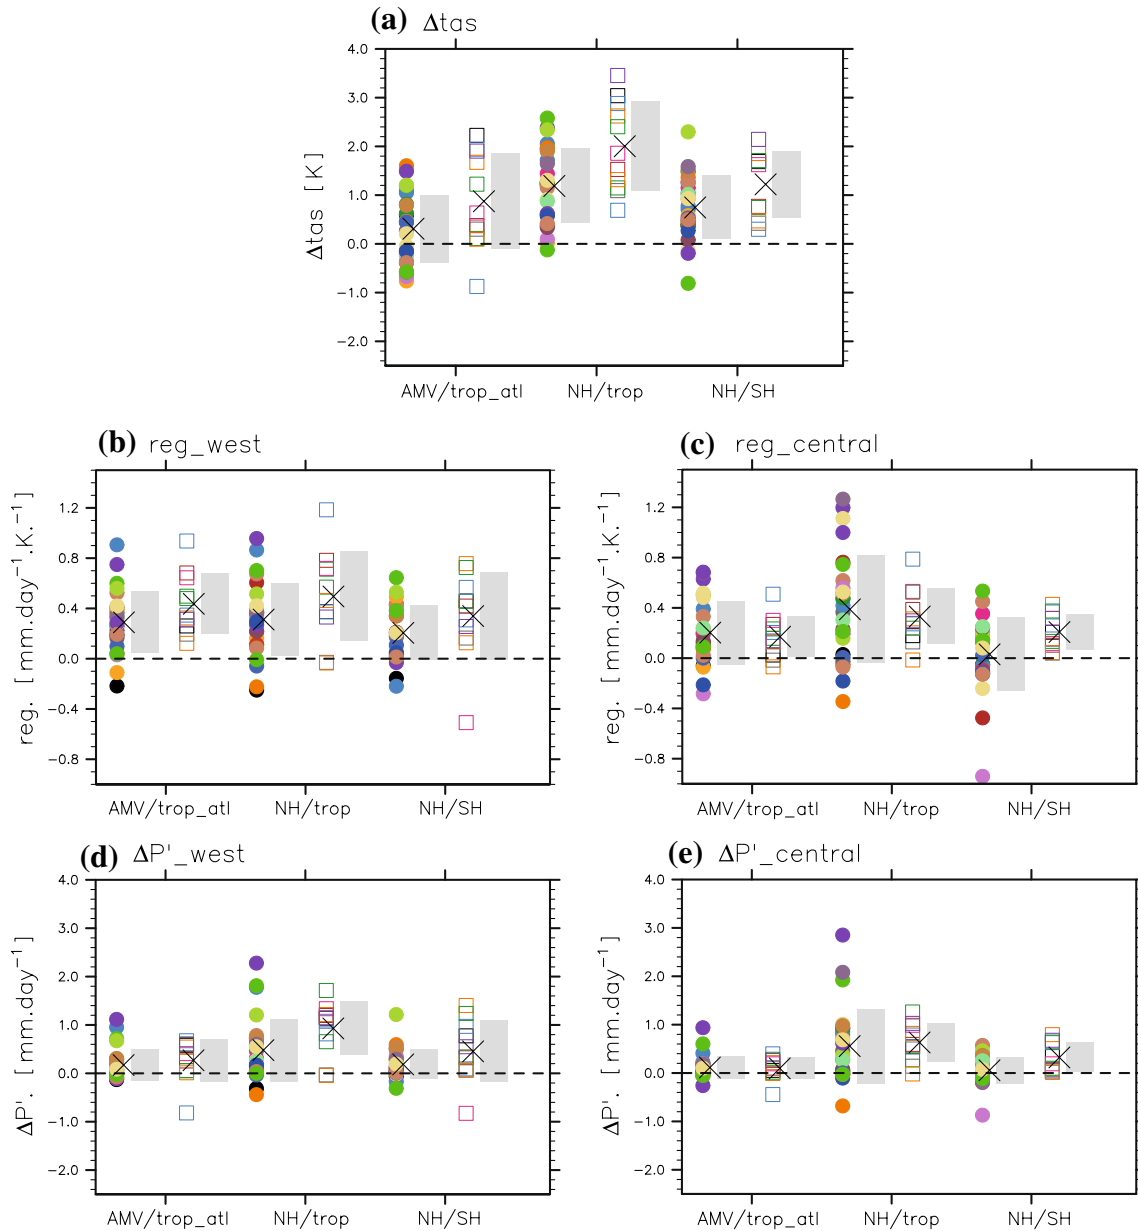 (a) Δtas
Δtas [ K ]
4.0
3.0
2.0
1.0
0.0
-1.0
-2.0
AMV/trop_atl NH/trop NH/SH
(b) reg_west
reg. [ mm.day⁻¹.K.⁻¹ ]
1.2
0.8
0.4
0.0
-0.4
-0.8
AMV/trop_atl NH/trop NH/SH
(c) reg_central
reg. [ mm.day⁻¹.K.⁻¹ ]
1.2
0.8
0.4
0.0
-0.4
-0.8
AMV/trop_atl NH/trop NH/SH
(d) ΔP'_west
ΔP'. [ mm.day⁻¹ ]
4.0
3.0
2.0
1.0
0.0
-1.0
-2.0
AMV/trop_atl NH/trop NH/SH
(e) ΔP'_central
ΔP'. [ mm.day⁻¹ ]
4.0
3.0
2.0
1.0
0.0
-1.0
-2.0
AMV/trop_atl NH/trop NH/SH